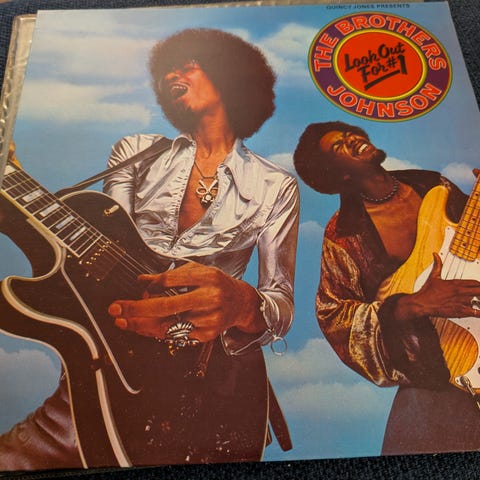 QUINCY JONES PRESENTS
THE BROTHERS
Look Out
For #1
JOHNSON